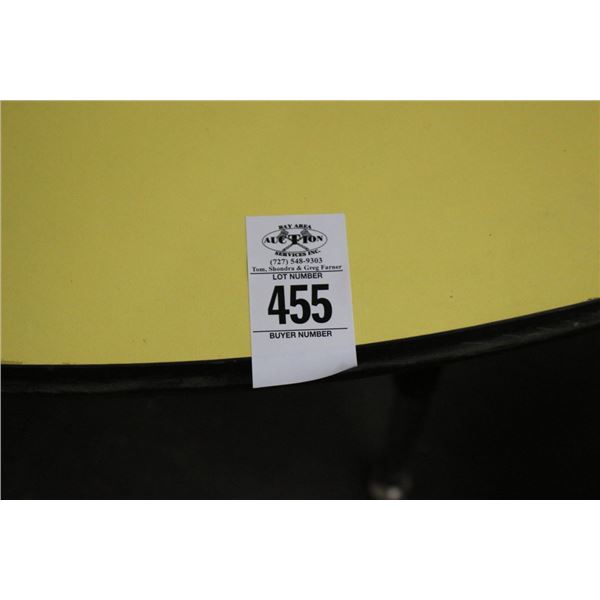 BAY AREA
AUCTION
SERVICES INC.
(727) 548-9303
Tom, Shondra & Greg Farner
LOT NUMBER
455
BUYER NUMBER